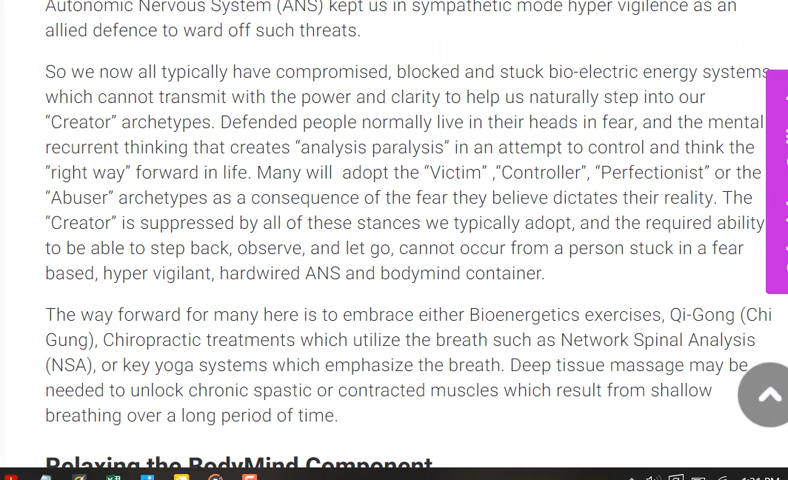 Autonomic Nervous System (ANS) kept us in sympathetic mode hyper vigilence as an
allied defence to ward off such threats.
So we now all typically have compromised, blocked and stuck bio-electric energy systems
which cannot transmit with the power and clarity to help us naturally step into our
“Creator” archetypes. Defended people normally live in their heads in fear, and the mental
recurrent thinking that creates “analysis paralysis” in an attempt to control and think the
“right way” forward in life. Many will adopt the “Victim” ,“Controller”, “Perfectionist” or the
“Abuser” archetypes as a consequence of the fear they believe dictates their reality. The
“Creator” is suppressed by all of these stances we typically adopt, and the required ability
to be able to step back, observe, and let go, cannot occur from a person stuck in a fear
based, hyper vigilant, hardwired ANS and bodymind container.
The way forward for many here is to embrace either Bioenergetics exercises, Qi-Gong (Chi
Gung), Chiropractic treatments which utilize the breath such as Network Spinal Analysis
(NSA), or key yoga systems which emphasize the breath. Deep tissue massage may be
needed to unlock chronic spastic or contracted muscles which result from shallow
breathing over a long period of time.
Relaxing the BodyMind Component